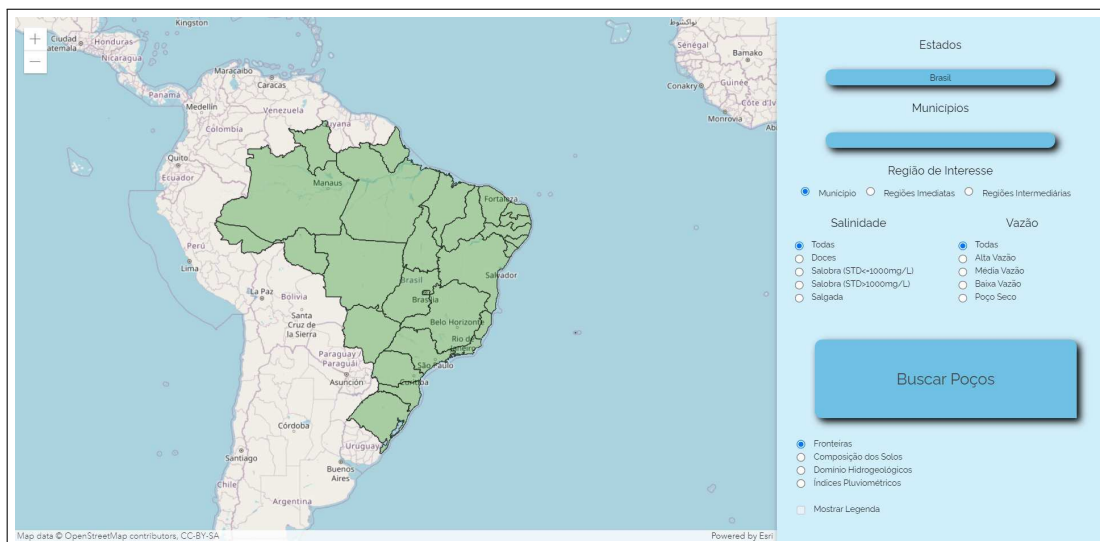 Kingston
تواكشوط
Ciudad
Guatemala
Honduras
Nicaragua
Sénégal
Bamako
Maracaibo
Caracas
Conakry
Guinée
Panamá
Côte d'Iv
Medellín
Venezuela
Monrovia
Guyana
Colombia
Quito
Ecuador
Manaus
Fortaleza
Perú
Lima
Salvador
Brasil
La Paz
Bolivia
Brasília
Santa
Cruz de
la Sierra
Belo Horizonte
Rio de
Janeiro
Paraguay /
Paraguái
São Paulo
Asunción
Curitiba
Córdoba
Uruguay
Santiago
Buenos
Aires
Chile
Argentina
Map data © OpenStreetMap contributors, CC-BY-SA
Powered by Esri
Estados
Brasil
Municípios
Região de Interesse
Município Regiões Imediatas Regiões Intermediárias
Salinidade Vazão
Todas Todas
Doces Alta Vazão
Salobra (STD<=1000mg/L) Média Vazão
Salobra (STD>1000mg/L) Baixa Vazão
Salgada Poço Seco
Buscar Poços
Fronteiras
Composição dos Solos
Domínio Hidrogeológicos
Índices Pluviométricos
Mostrar Legenda